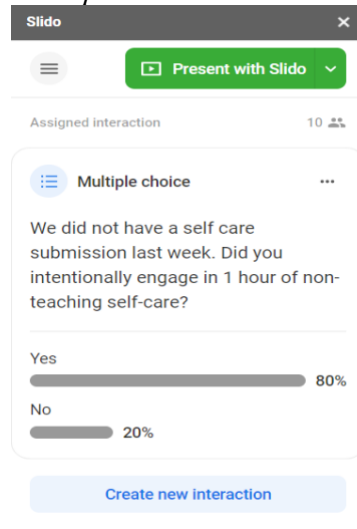 Slido
Present with Slido
Assigned interaction 10
Multiple choice
We did not have a self care
submission last week. Did you
intentionally engage in 1 hour of non-
teaching self-care?
Yes
80%
No
20%
Create new interaction